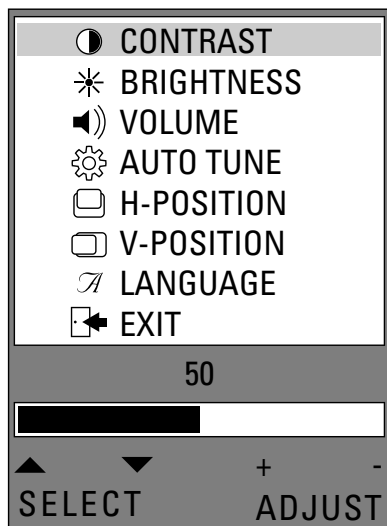 CONTRAST
BRIGHTNESS
VOLUME
AUTO TUNE
H-POSITION
V-POSITION
LANGUAGE
EXIT
50
+ -
SELECT ADJUST